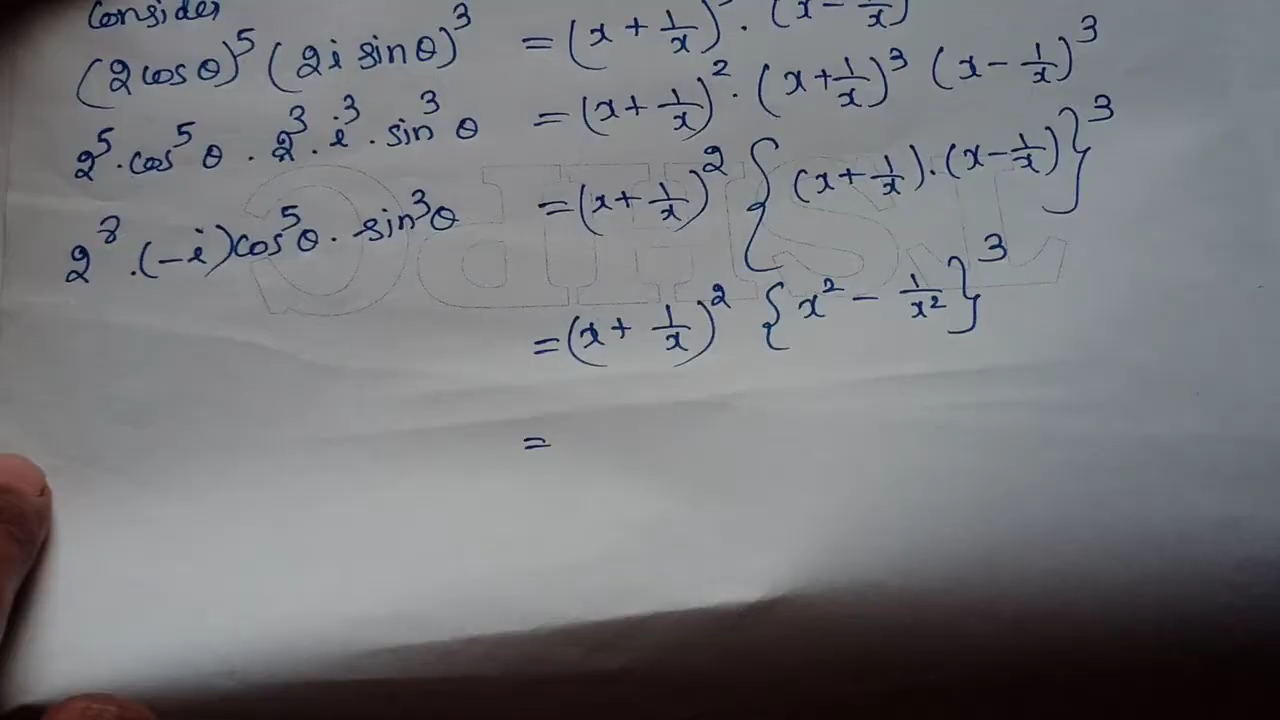 Consider
(2cosθ)^5 (2i sinθ)^3 = (x + 1/x) . (x - 1/x)
2^5 . cos^5 θ . 2^3 . i^3 . sin^3 θ = (x + 1/x)^2 . (x + 1/x)^3 (x - 1/x)^3
2^8 . (-i) cos^5 θ . sin^3 θ = (x + 1/x)^2 { (x + 1/x) . (x - 1/x) }^3
= (x + 1/x)^2 { x^2 - 1/x^2 }^3
=